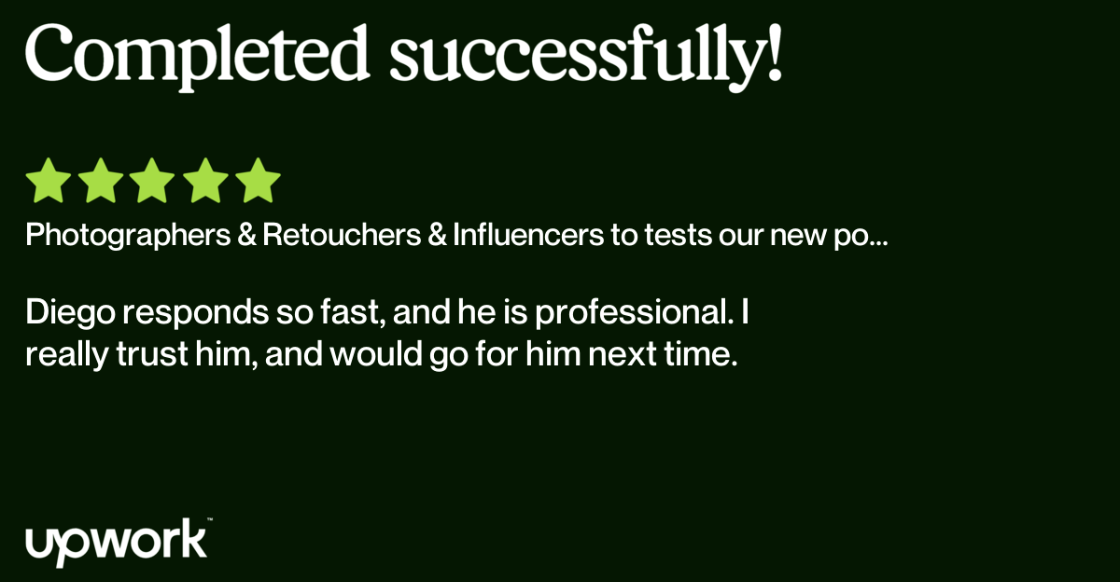 Completed successfully!
Photographers & Retouchers & Influencers to tests our new po...
Diego responds so fast, and he is professional. I
really trust him, and would go for him next time.
upwork™